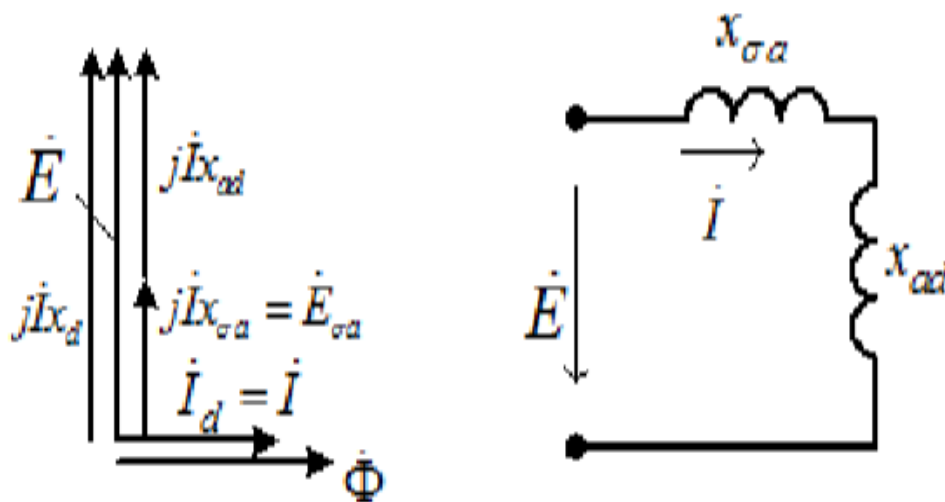 Ė
jİx_ad
jİx_d
jİx_σa = Ė_σa
İ_d = İ
Φ̇
x_σa
İ
x_ad
Ė